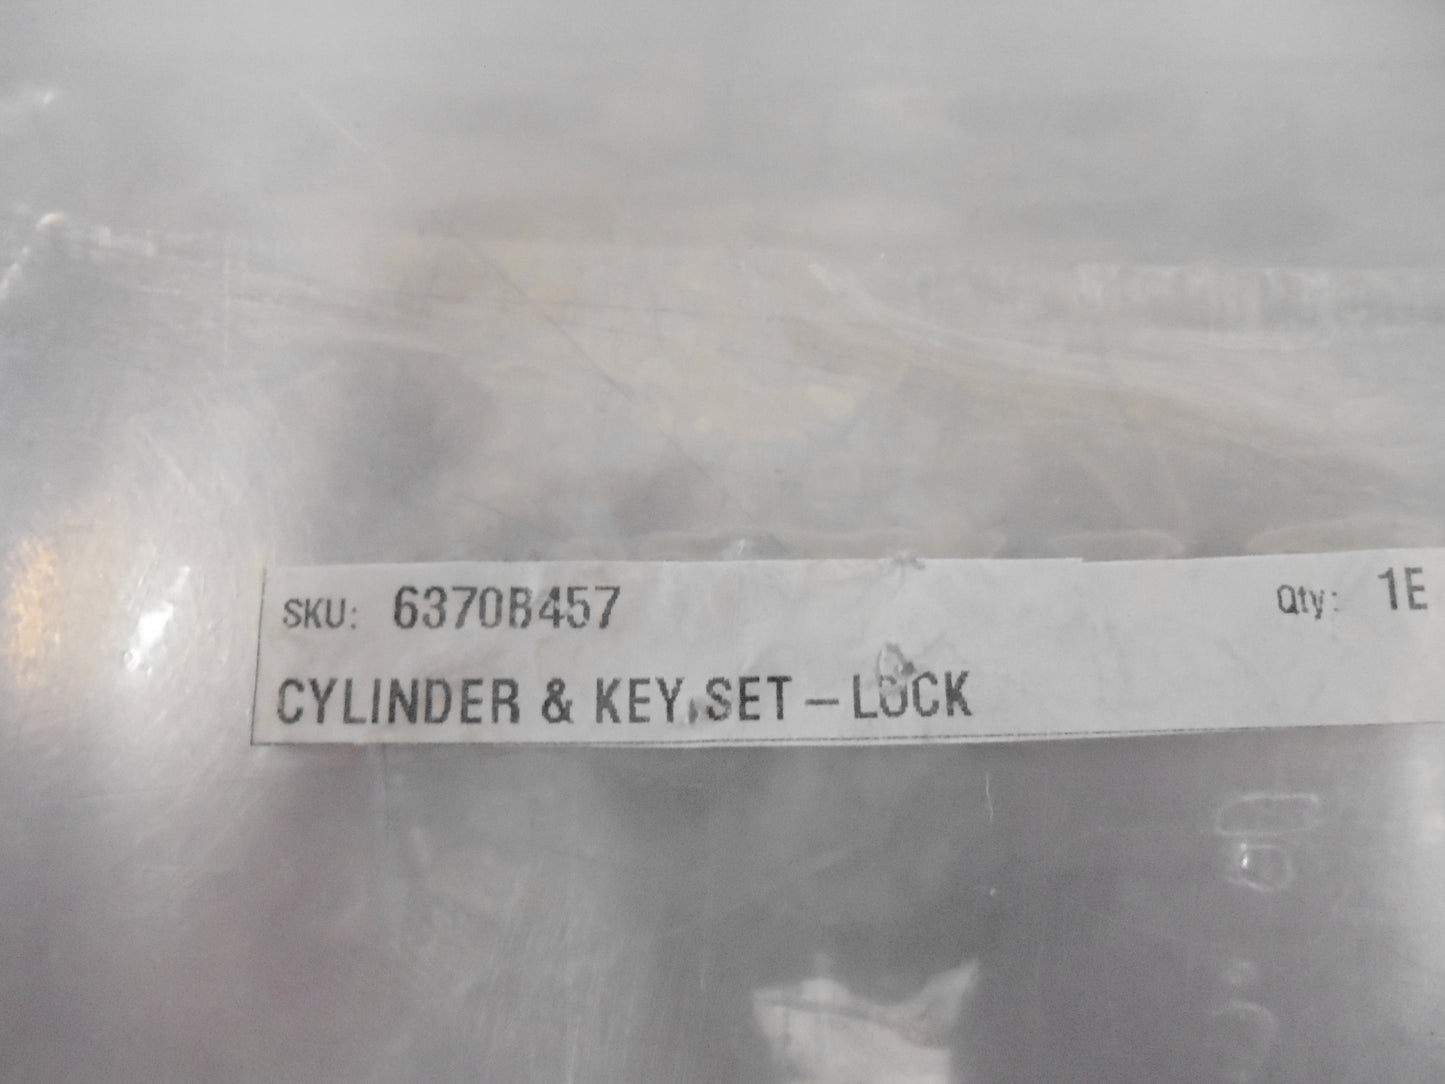 SKU: 6370B457 Qty: 1E
CYLINDER & KEY SET - LOCK